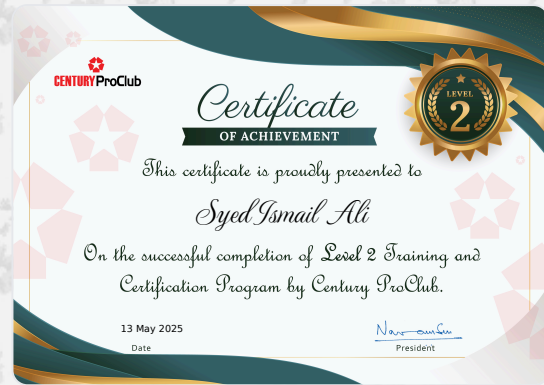 CENTURY ProClub
LEVEL
2
Certificate
OF ACHIEVEMENT
This certificate is proudly presented to
Syed Ismail Ali
On the successful completion of Level 2 Training and
Certification Program by Century ProClub.
13 May 2025
Date
President